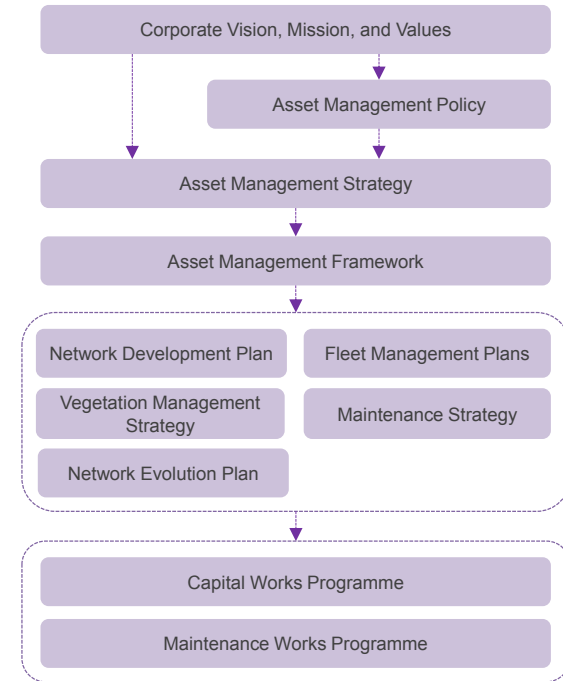 Corporate Vision, Mission, and Values
Asset Management Policy
Asset Management Strategy
Asset Management Framework
Network Development Plan
Fleet Management Plans
Vegetation Management
Strategy
Maintenance Strategy
Network Evolution Plan
Capital Works Programme
Maintenance Works Programme